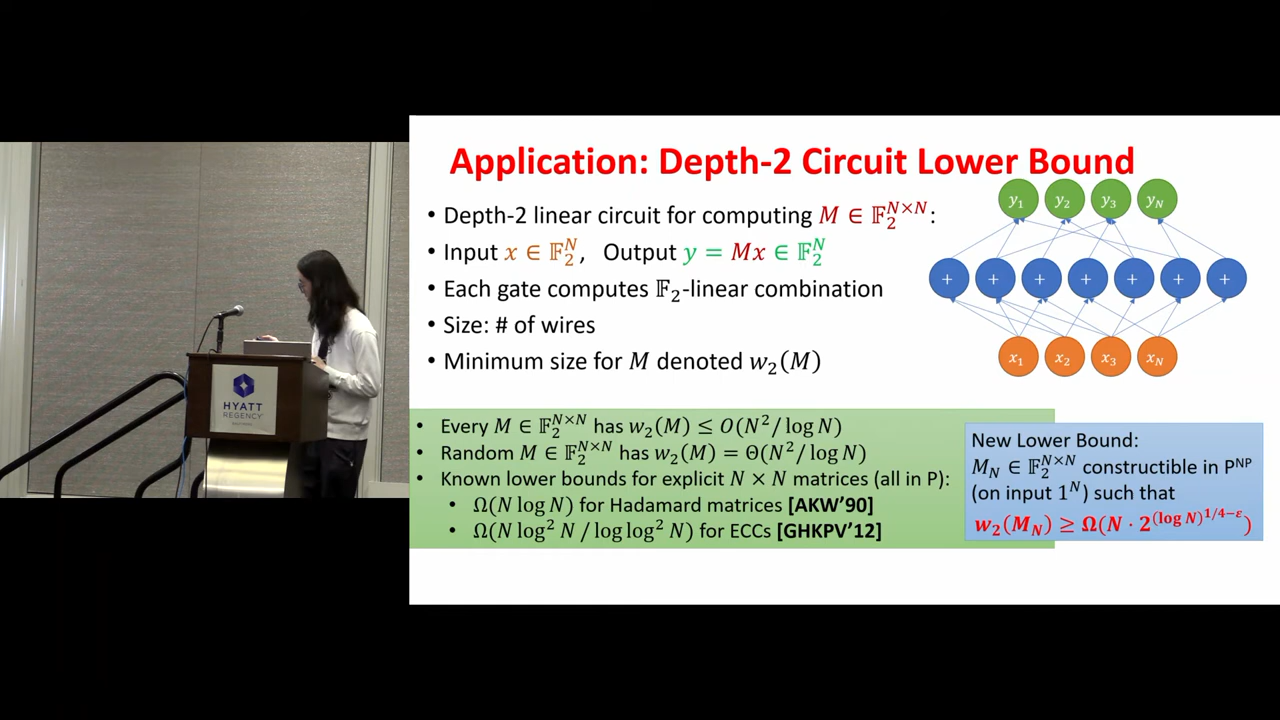 Application: Depth-2 Circuit Lower Bound
• Depth-2 linear circuit for computing M ∈ 𝔽₂^{N×N}:
• Input x ∈ 𝔽₂^N, Output y = Mx ∈ 𝔽₂^N
• Each gate computes 𝔽₂-linear combination
• Size: # of wires
• Minimum size for M denoted w₂(M)
y₁ y₂ y₃ y_N
+ + + + + + +
x₁ x₂ x₃ x_N
• Every M ∈ 𝔽₂^{N×N} has w₂(M) ≤ O(N²/ log N)
• Random M ∈ 𝔽₂^{N×N} has w₂(M) = Θ(N²/ log N)
• Known lower bounds for explicit N × N matrices (all in P):
• Ω(N log N) for Hadamard matrices [AKW'90]
• Ω(N log² N / log log² N) for ECCs [GHKPV'12]
New Lower Bound:
M_N ∈ 𝔽₂^{N×N} constructible in P^{NP}
(on input 1^N) such that
w₂(M_N) ≥ Ω(N · 2^{(log N)^{1/4−ε}})
HYATT
REGENCY